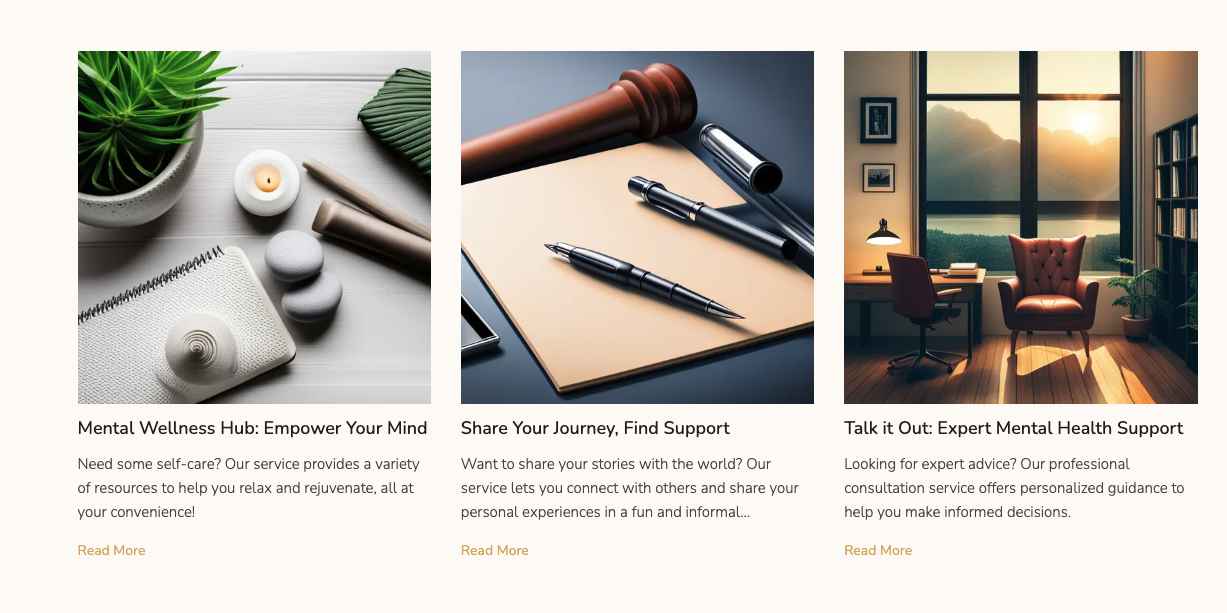 Mental Wellness Hub: Empower Your Mind
Need some self-care? Our service provides a variety
of resources to help you relax and rejuvenate, all at
your convenience!
Read More
Share Your Journey, Find Support
Want to share your stories with the world? Our
service lets you connect with others and share your
personal experiences in a fun and informal...
Read More
Talk it Out: Expert Mental Health Support
Looking for expert advice? Our professional
consultation service offers personalized guidance to
help you make informed decisions.
Read More